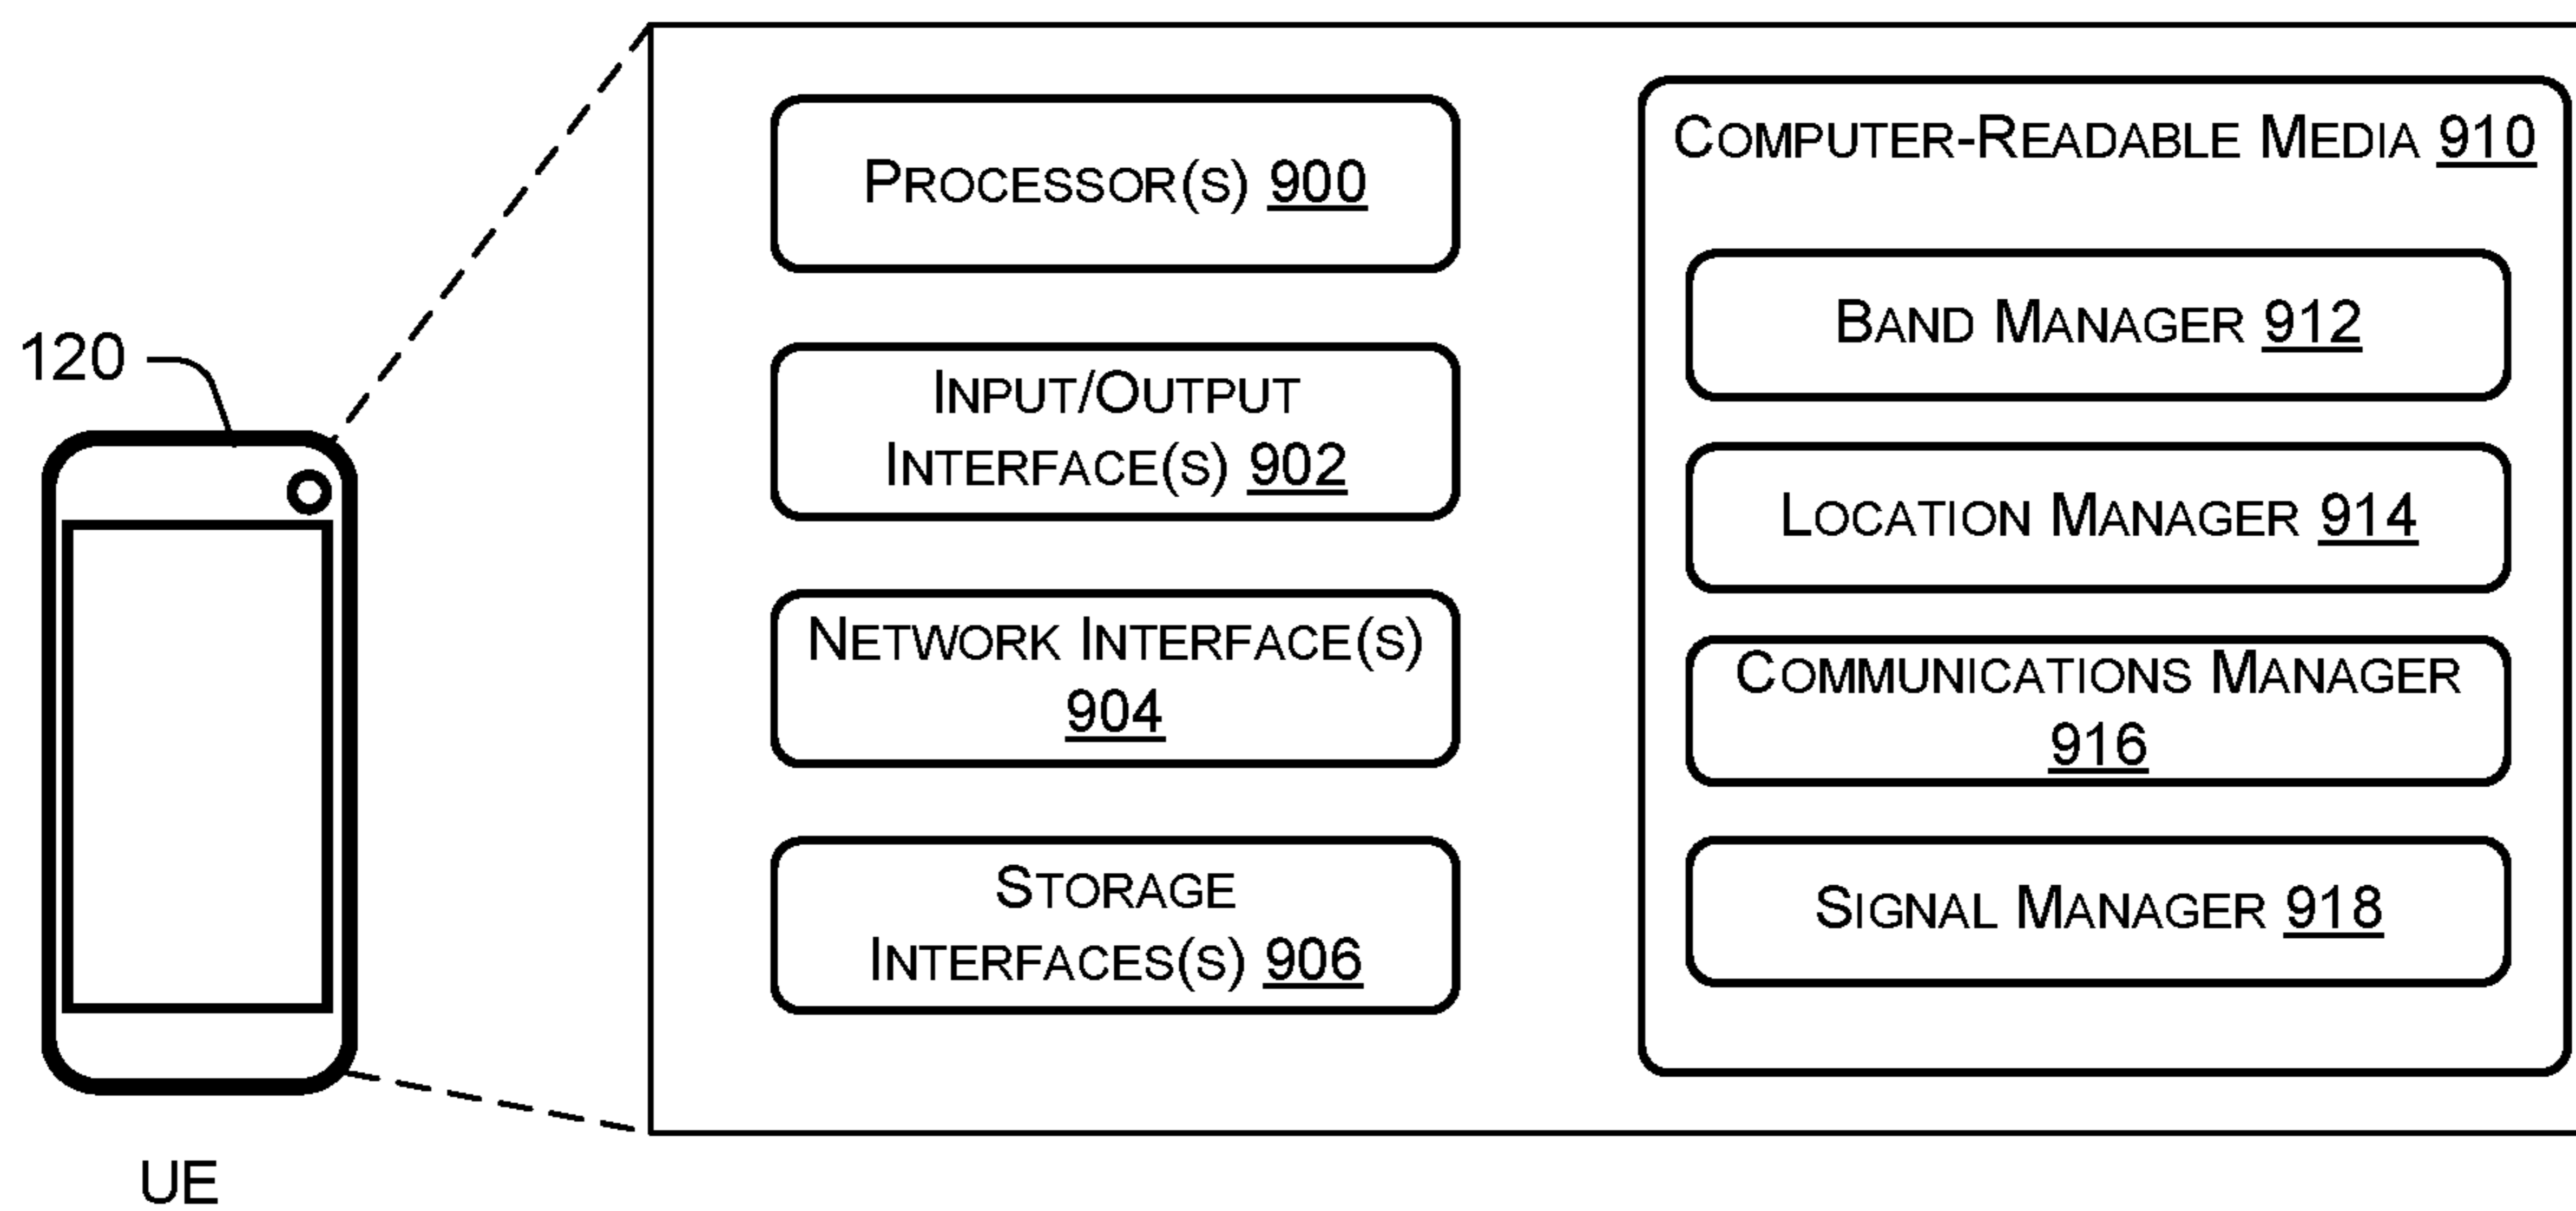 120
UE
PROCESSOR(S) 900
INPUT/OUTPUT
INTERFACE(S) 902
NETWORK INTERFACE(S)
904
STORAGE
INTERFACES(S) 906
COMPUTER-READABLE MEDIA 910
BAND MANAGER 912
LOCATION MANAGER 914
COMMUNICATIONS MANAGER
916
SIGNAL MANAGER 918